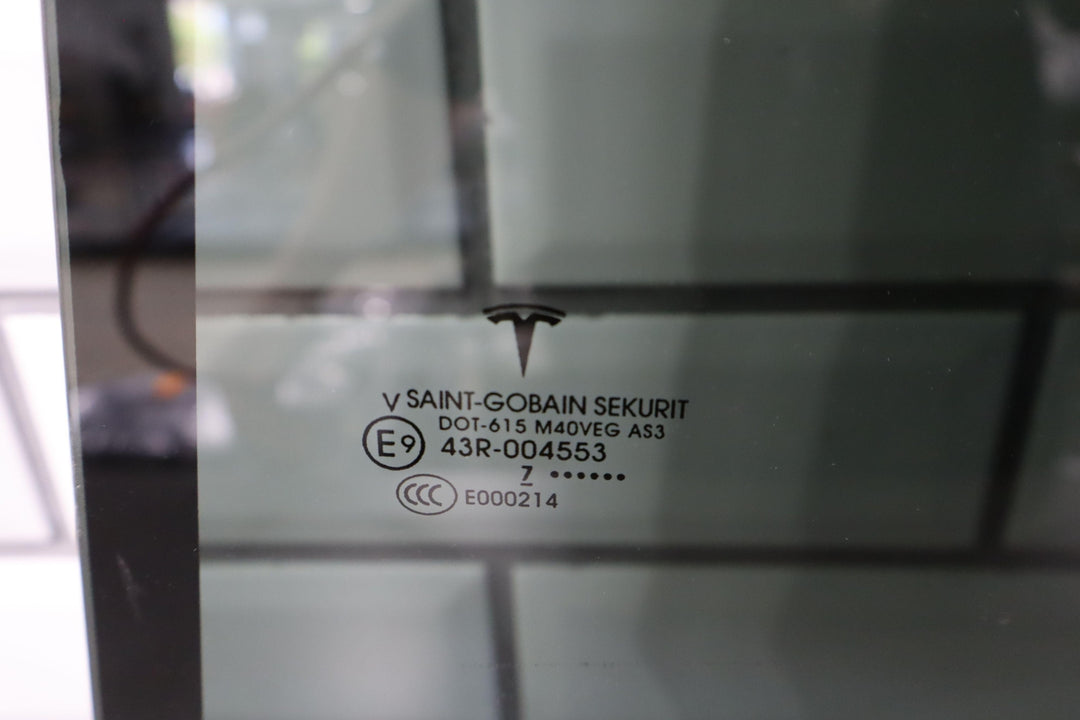 V SAINT-GOBAIN SEKURIT
DOT-615 M40VEG AS3
E9 43R-004553
7 ••••••
CCC E000214